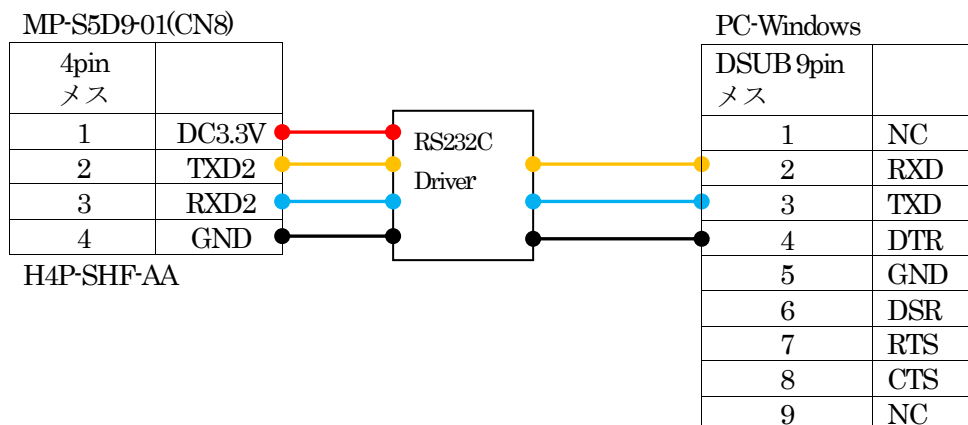 MP-S5D9-01(CN8)
4pin
メス
1 DC3.3V
2 TXD2
3 RXD2
4 GND
H4P-SHF-AA
RS232C
Driver
PC-Windows
DSUB 9pin
メス
1 NC
2 RXD
3 TXD
4 DTR
5 GND
6 DSR
7 RTS
8 CTS
9 NC